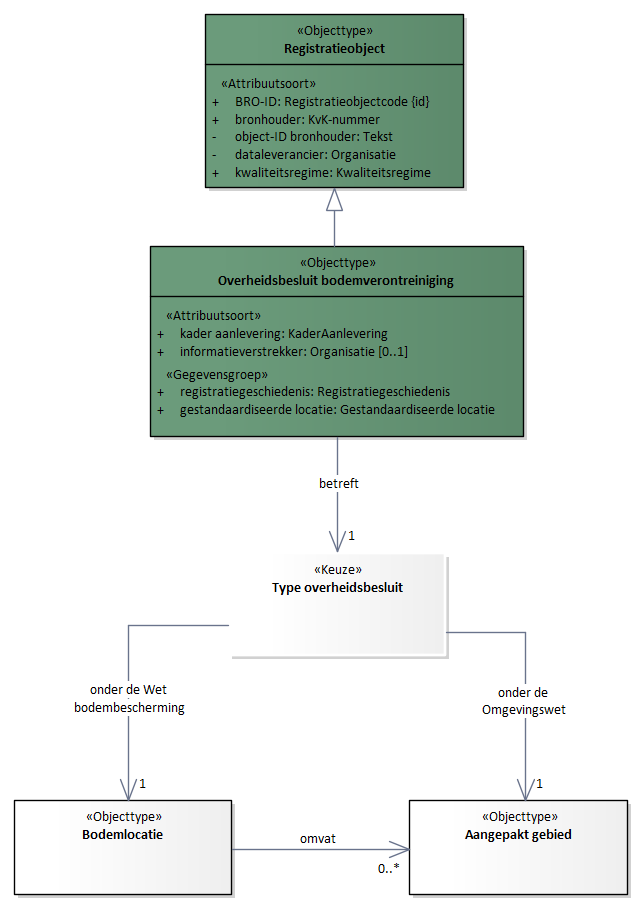 «Objecttype»
Registratieobject
«Attribuutsoort»
+ BRO-ID: Registratieobjectcode {id}
+ bronhouder: KvK-nummer
- object-ID bronhouder: Tekst
- dataleverancier: Organisatie
+ kwaliteitsregime: Kwaliteitsregime
«Objecttype»
Overheidsbesluit bodemverontreiniging
«Attribuutsoort»
+ kader aanlevering: KaderAanlevering
+ informatieverstrekker: Organisatie [0..1]
«Gegevensgroep»
+ registratiegeschiedenis: Registratiegeschiedenis
+ gestandaardiseerde locatie: Gestandaardiseerde locatie
betreft
1
«Keuze»
Type overheidsbesluit
onder de Wet
bodembescherming
onder de
Omgevingswet
1
1
«Objecttype»
Bodemlocatie
omvat
0..*
«Objecttype»
Aangepakt gebied